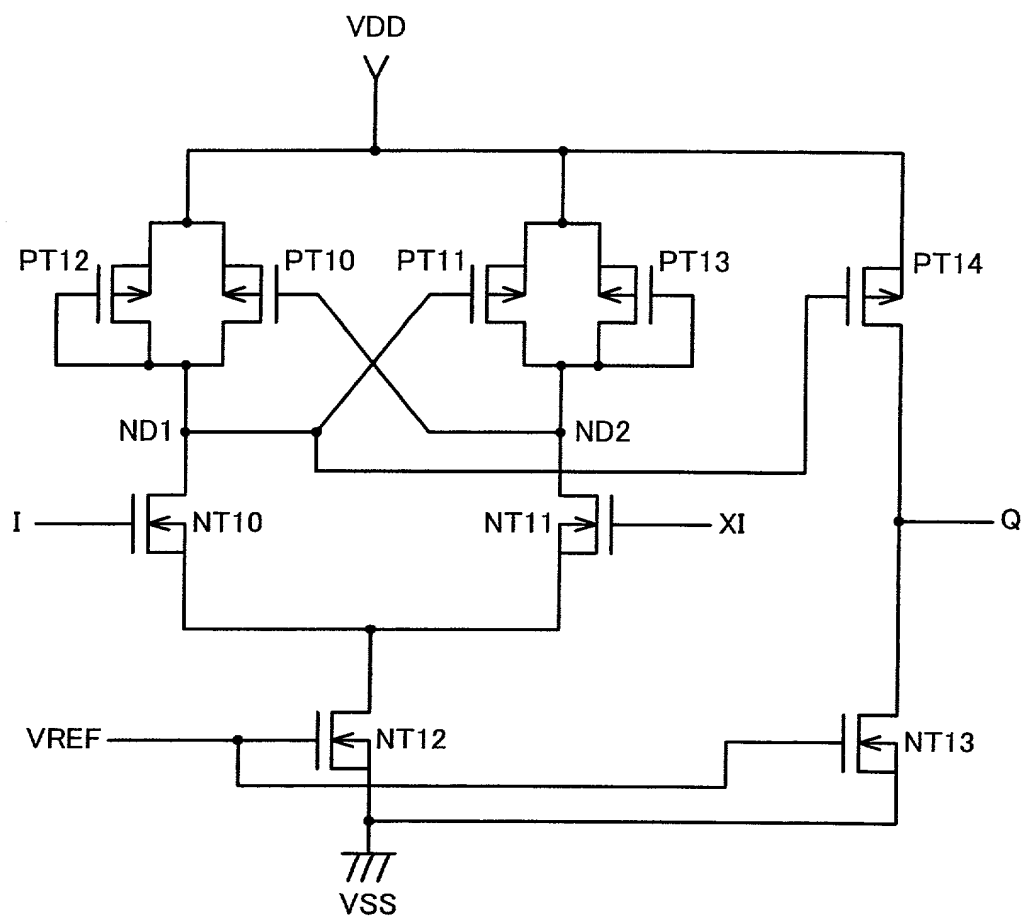 VDD
PT12 PT10 PT11 PT13 PT14
ND1 ND2
I NT10 NT11 XI Q
VREF NT12 NT13
VSS